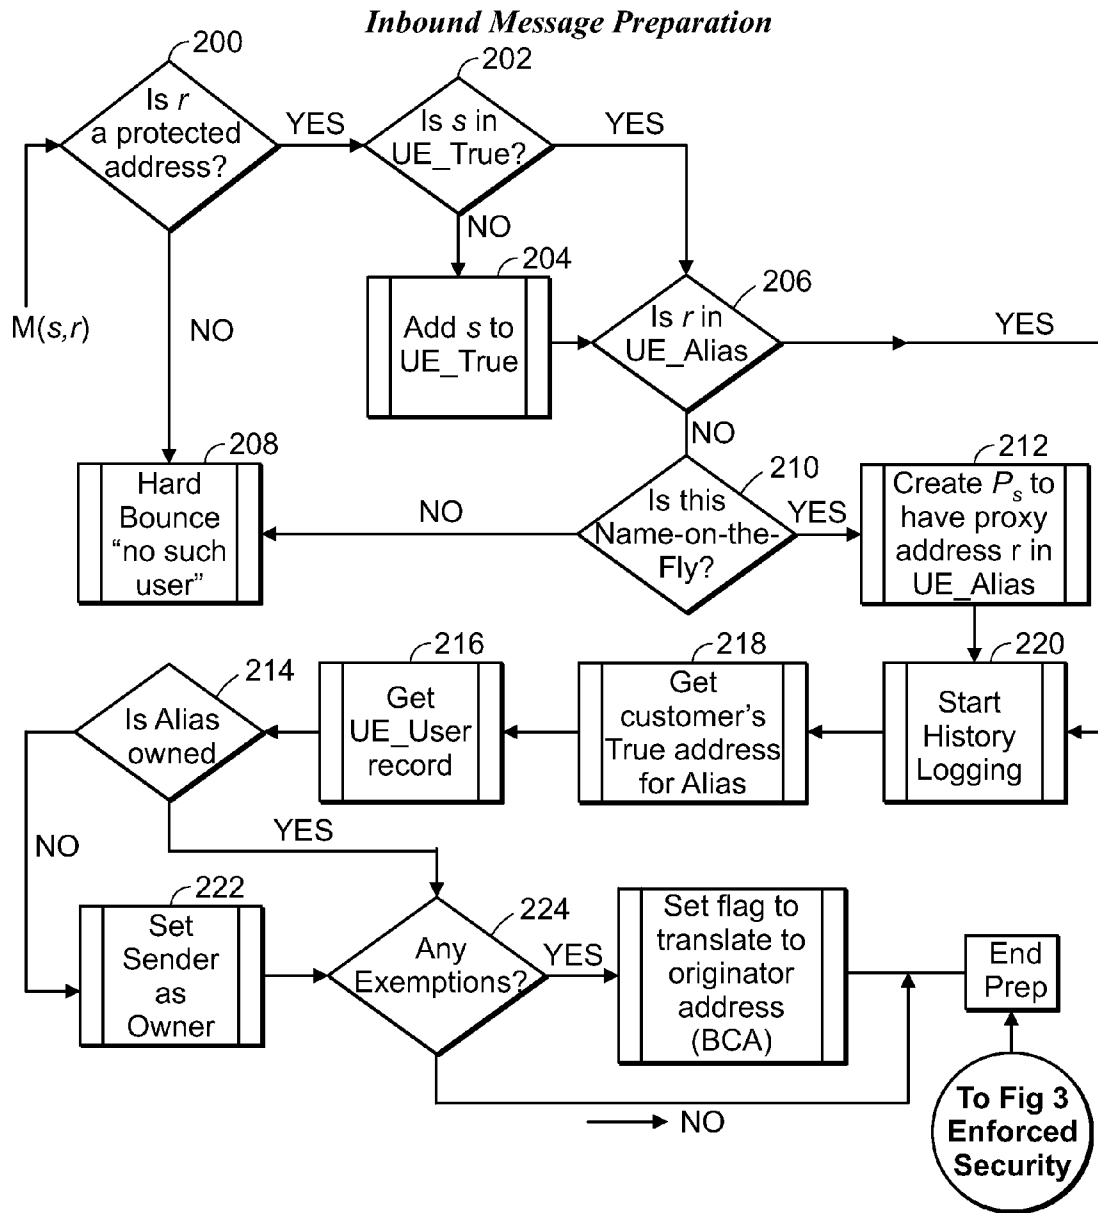 Inbound Message Preparation
200
202
Is r
a protected
address?
YES
Is s in
UE_True?
YES
NO
204
206
M(s,r)
NO
Add s to
UE_True
Is r in
UE_Alias
YES
NO
208
210
212
Hard
Bounce
“no such
user”
NO
Is this
Name-on-the-
Fly?
YES
Create Ps to
have proxy
address r in
UE_Alias
214
216
218
220
Is Alias
owned
Get
UE_User
record
Get
customer’s
True address
for Alias
Start
History
Logging
NO
YES
222
224
Set
Sender
as
Owner
Any
Exemptions?
YES
Set flag to
translate to
originator
address
(BCA)
End
Prep
NO
To Fig 3
Enforced
Security